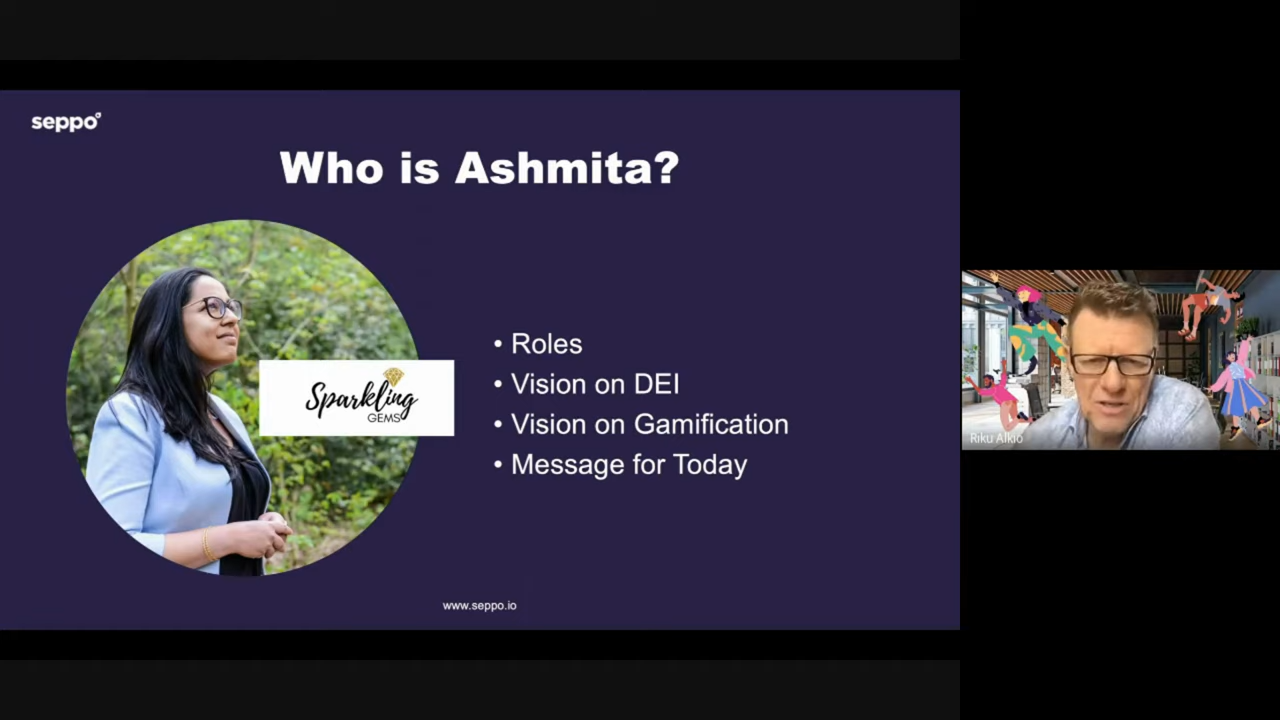 seppo
Who is Ashmita?
Sparkling
GEMS
• Roles
• Vision on DEI
• Vision on Gamification
• Message for Today
www.seppo.io
Riku Alkio